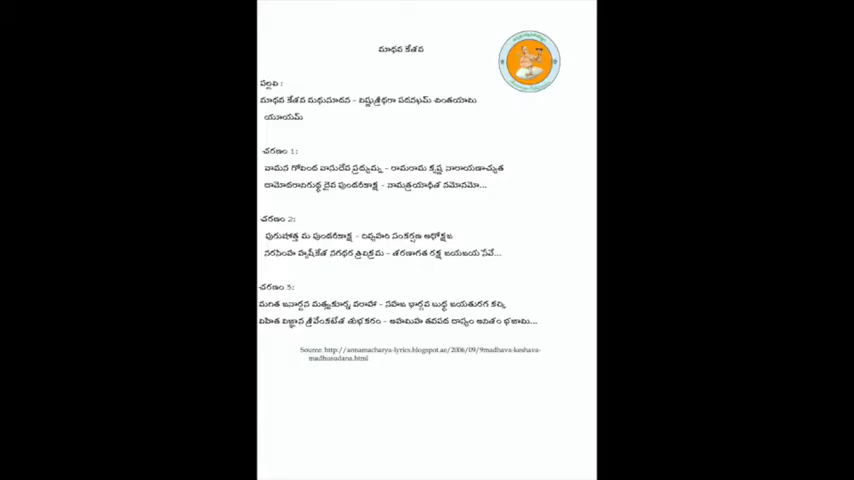 మాధవ కేశవ
పల్లవి :
మాధవ కేశవ మధుసూదన - విష్ణుశ్రీధరా పదనఖమ్ చింతయామి
యూయమ్
చరణం 1:
వామన గోవింద వాసుదేవ ప్రద్యుమ్న - రామరామ కృష్ణ నారాయణాచ్యుత
దామోదరానిరుద్ధ దైవ పుండరీకాక్ష - నామత్రయాధీశ నమోనమో...
చరణం 2:
పురుషోత్త మ పుండరీకాక్ష - దివ్యహరి సంకర్షణ అధోక్షజ
నరసింహ హృషీకేశ నగధర త్రివిక్రమ - శరణాగత రక్ష జయజయ సేవే...
చరణం 3:
మహిత జనార్దన మత్స్యకూర్మ వరాహా - సహజ భార్గవ బుద్ధ జయతురగ కల్కి
విహిత విజ్ఞాన శ్రీవేంకటేశ శుభకరం - అహమిహ తవపద దాస్యం అనిశం భజామి...
Source: http://annamacharya-lyrics.blogspot.ae/2006/09/9madhava-keshava-
madhusudana.html